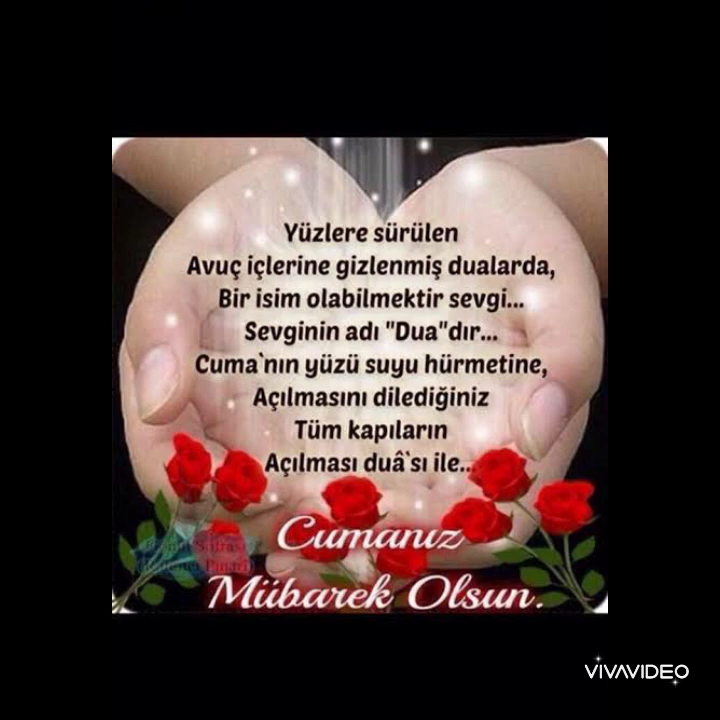 Yüzlere sürülen
Avuç içlerine gizlenmiş dualarda,
Bir isim olabilmektir sevgi...
Sevginin adı "Dua"dır...
Cuma`nın yüzü suyu hürmetine,
Açılmasını dilediğiniz
Tüm kapıların
Açılması duâ`sı ile...
Cumanız
Mübarek Olsun.
VIVAVIDEO